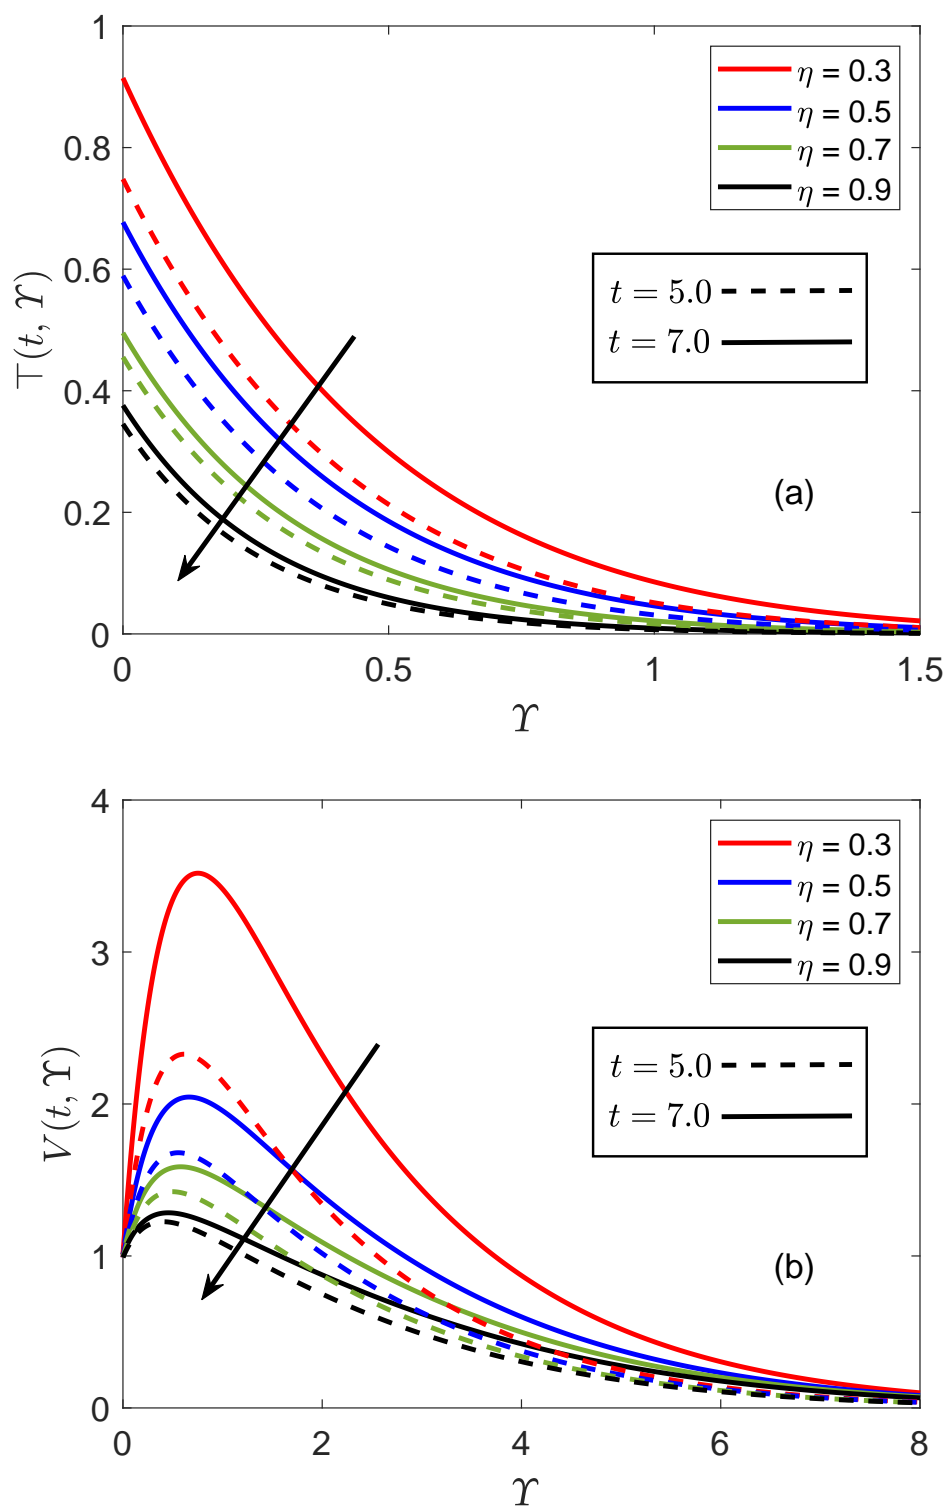 1
0.8
0.6
0.4
0.2
0
0 0.5 1 1.5
⊤(t, ϒ)
ϒ
η = 0.3
η = 0.5
η = 0.7
η = 0.9
t = 5.0
t = 7.0
(a)
4
3
2
1
0
0 2 4 6 8
V(t, ϒ)
ϒ
η = 0.3
η = 0.5
η = 0.7
η = 0.9
t = 5.0
t = 7.0
(b)